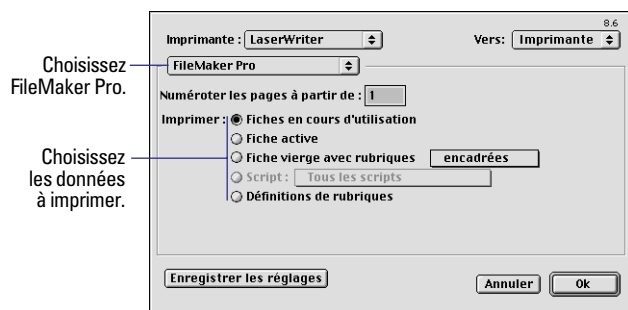 8.6
Imprimante : LaserWriter Vers: Imprimante
Choisissez
FileMaker Pro.
FileMaker Pro
Numéroter les pages à partir de : 1
Imprimer : Fiches en cours d'utilisation
Fiche active
Choisissez
les données
à imprimer.
Fiche vierge avec rubriques encadrées
Script : Tous les scripts
Définitions de rubriques
Enregistrer les réglages Annuler Ok